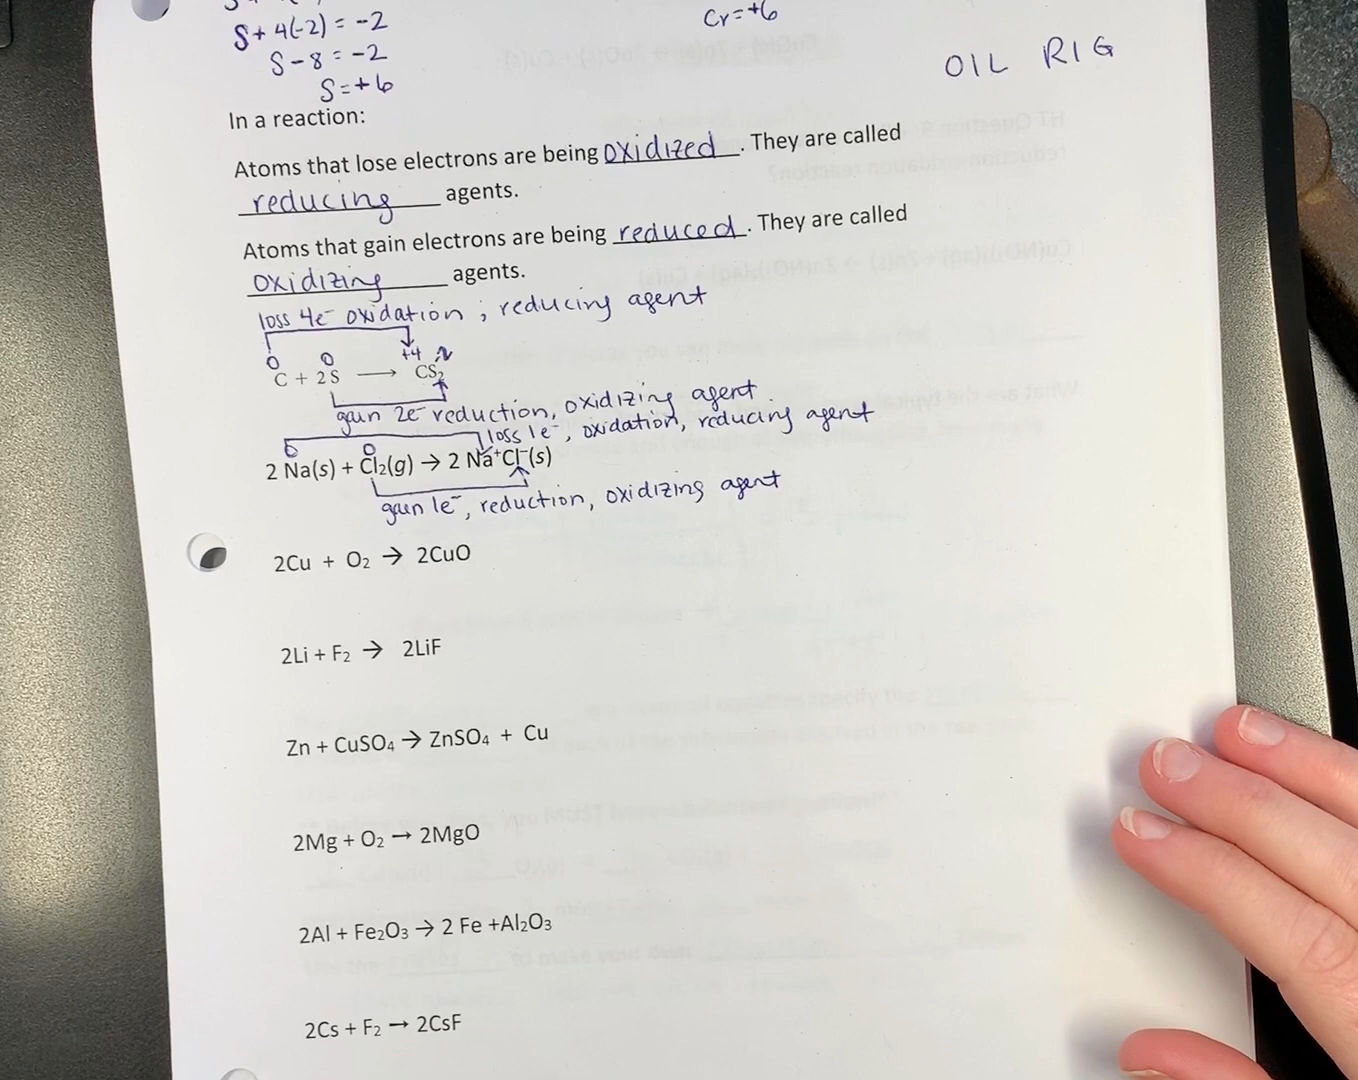 S + 4(-2) = -2
S - 8 = -2
S = +6
Cr = +6
OIL RIG
In a reaction:
Atoms that lose electrons are being oxidized. They are called
reducing agents.
Atoms that gain electrons are being reduced. They are called
oxidizing agents.
loss 4e⁻ oxidation ; reducing agent
0 0 +4 -2
C + 2S → CS₂
gain 2e⁻ reduction, oxidizing agent
loss 1e⁻, oxidation, reducing agent
0 0
2 Na(s) + Cl₂(g) → 2 Na⁺Cl⁻(s)
gain 1e⁻, reduction, oxidizing agent
2Cu + O₂ → 2CuO
2Li + F₂ → 2LiF
Zn + CuSO₄ → ZnSO₄ + Cu
2Mg + O₂ → 2MgO
2Al + Fe₂O₃ → 2 Fe +Al₂O₃
2Cs + F₂ → 2CsF